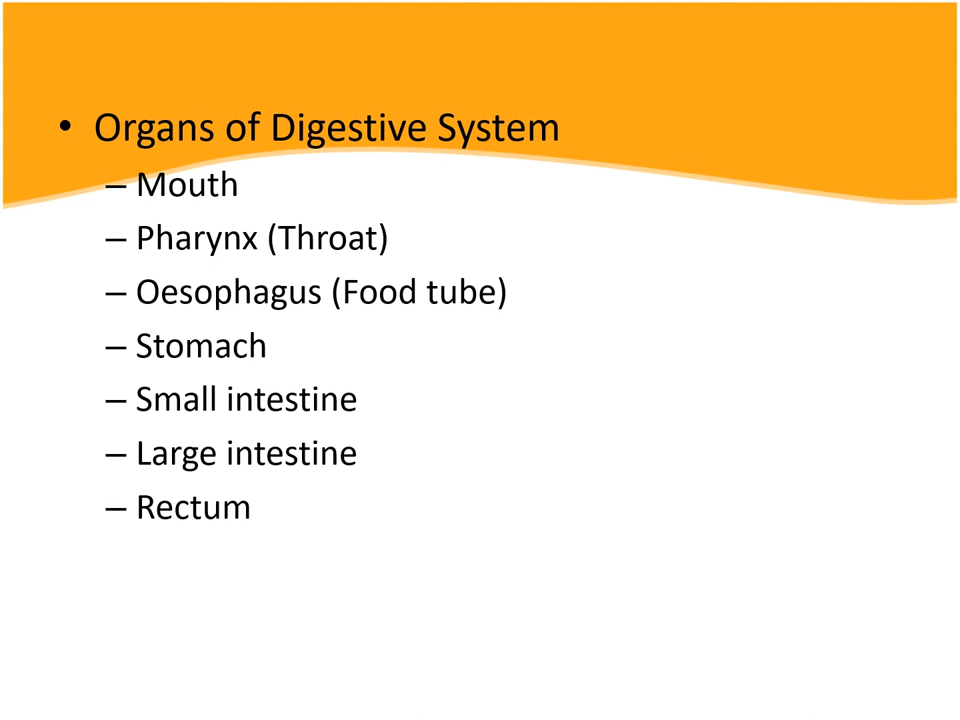 • Organs of Digestive System
– Mouth
– Pharynx (Throat)
– Oesophagus (Food tube)
– Stomach
– Small intestine
– Large intestine
– Rectum